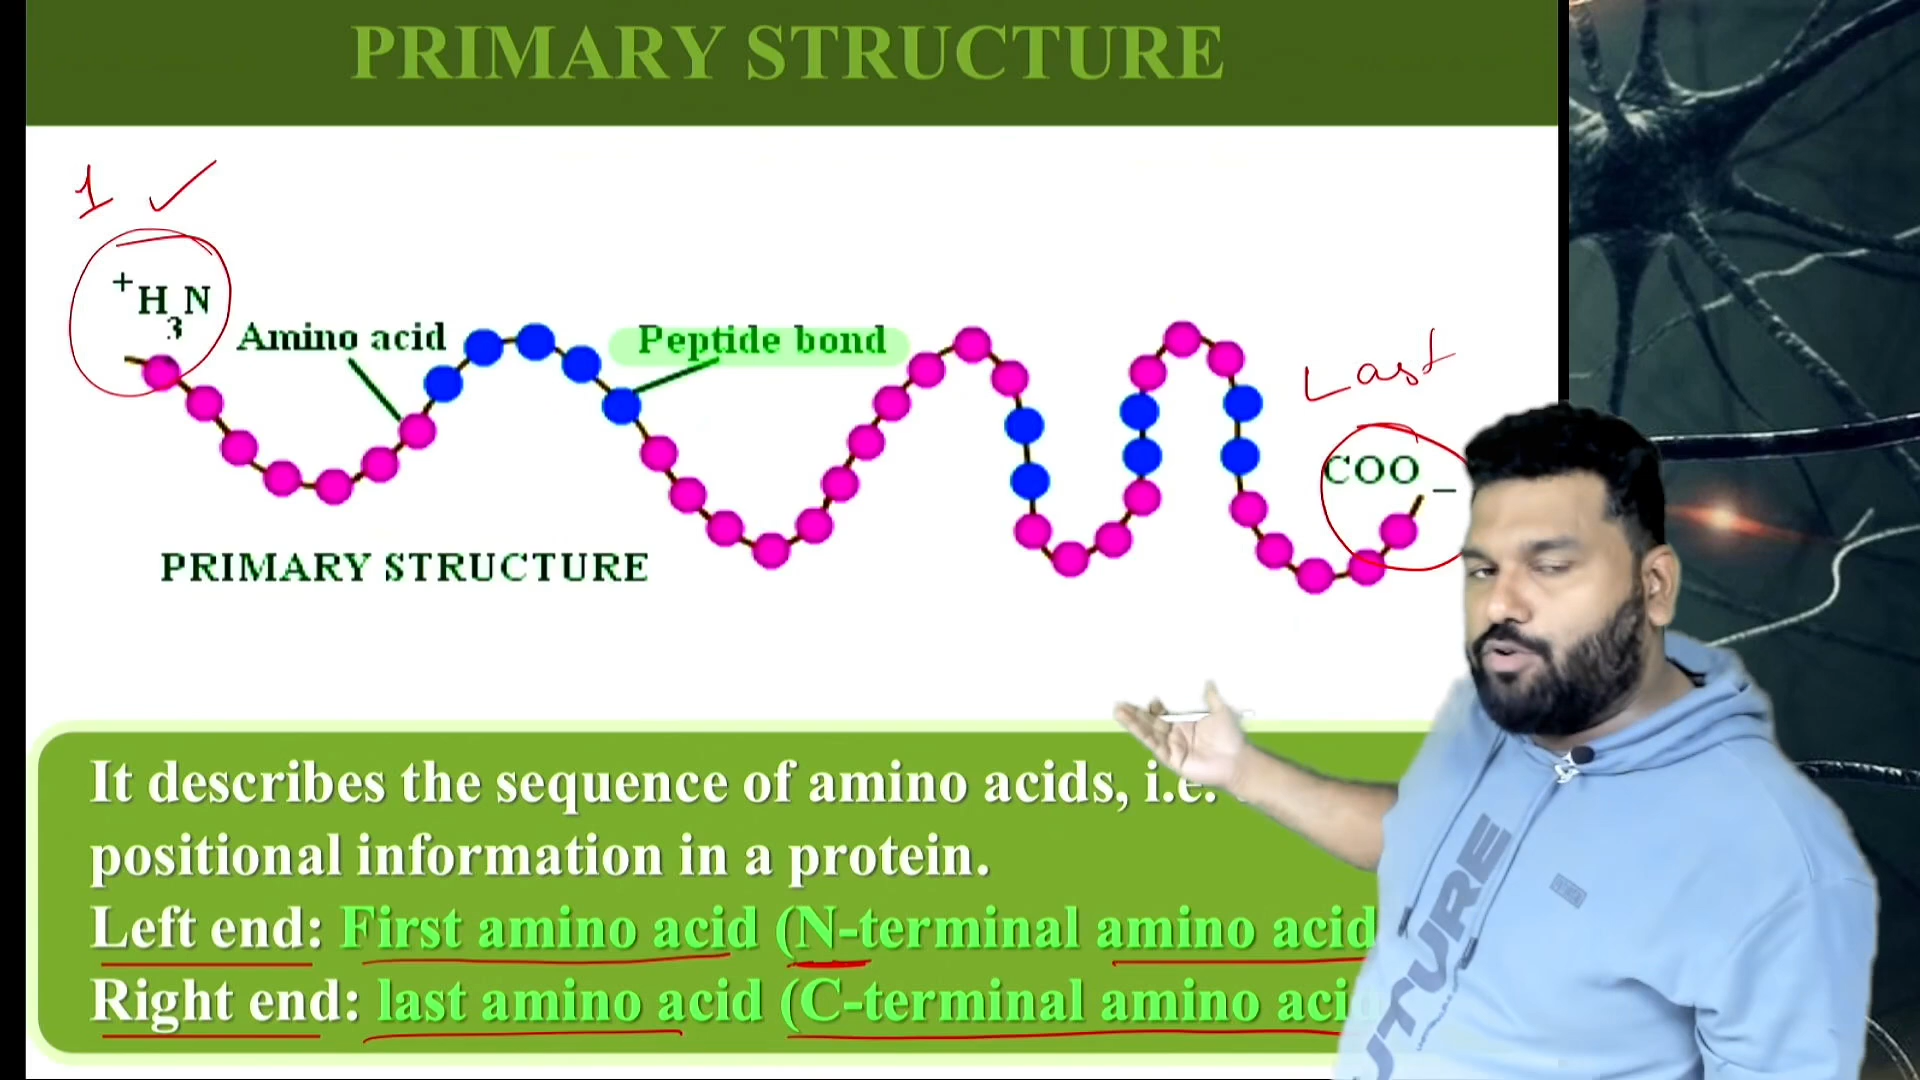 PRIMARY STRUCTURE
1 ✓
+H3N
Amino acid
Peptide bond
Last
COO –
PRIMARY STRUCTURE
It describes the sequence of amino acids, i.e.
positional information in a protein.
Left end: First amino acid (N-terminal amino acid
Right end: last amino acid (C-terminal amino acid
UTURE